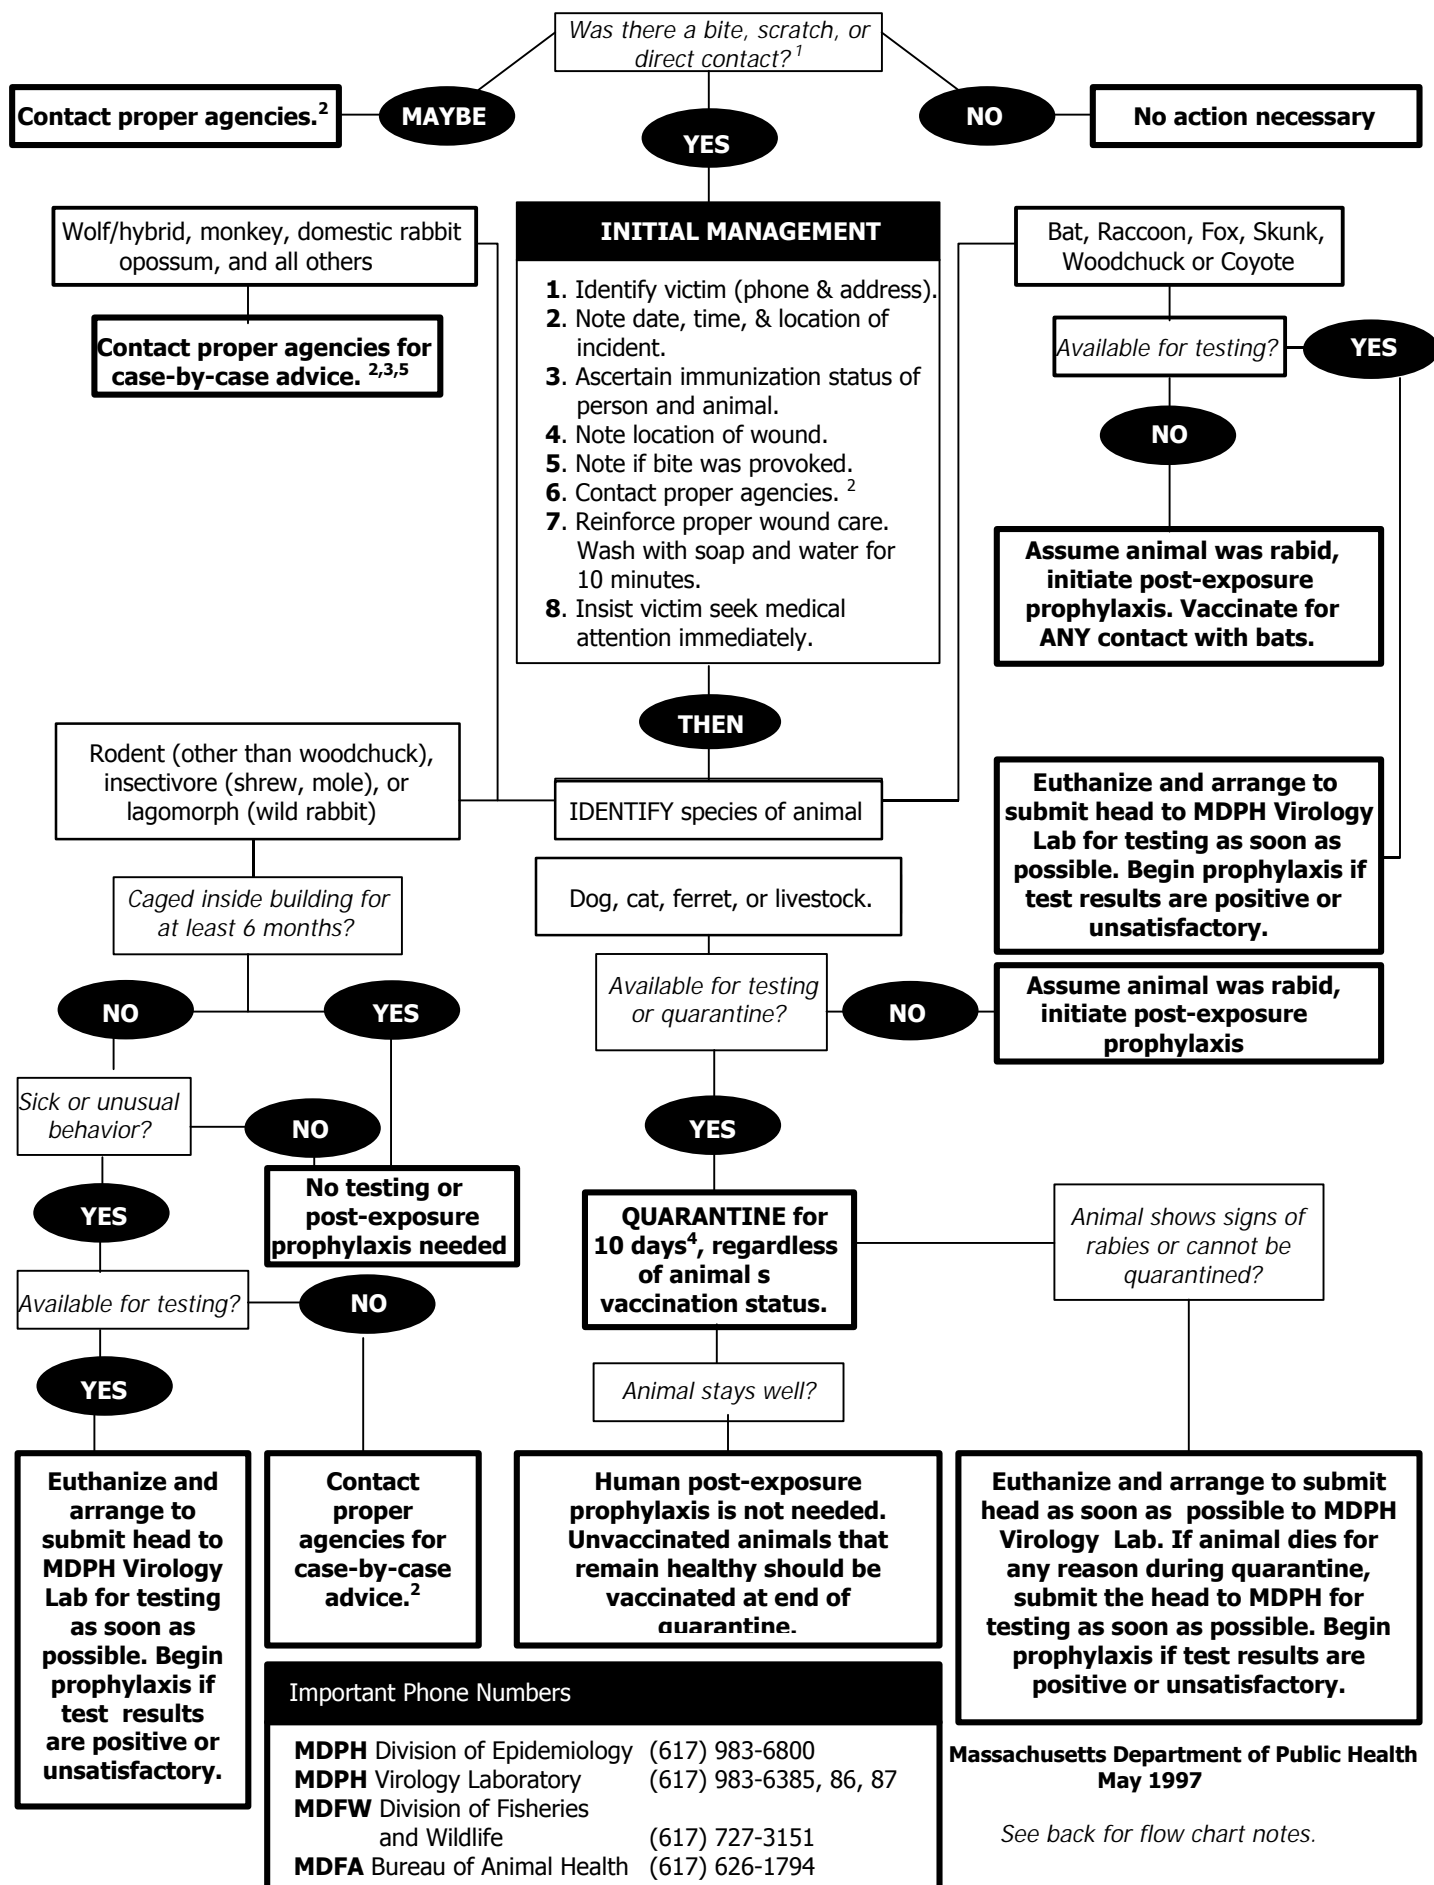 Was there a bite, scratch, or
direct contact?1
Contact proper agencies.2
MAYBE
YES
NO
No action necessary
Wolf/hybrid, monkey, domestic rabbit
opossum, and all others
Contact proper agencies for
case-by-case advice. 2,3,5
INITIAL MANAGEMENT
1. Identify victim (phone & address).
2. Note date, time, & location of
incident.
3. Ascertain immunization status of
person and animal.
4. Note location of wound.
5. Note if bite was provoked.
6. Contact proper agencies. 2
7. Reinforce proper wound care.
Wash with soap and water for
10 minutes.
8. Insist victim seek medical
attention immediately.
THEN
IDENTIFY species of animal
Bat, Raccoon, Fox, Skunk,
Woodchuck or Coyote
Available for testing?
YES
NO
Assume animal was rabid,
initiate post-exposure
prophylaxis. Vaccinate for
ANY contact with bats.
Euthanize and arrange to
submit head to MDPH Virology
Lab for testing as soon as
possible. Begin prophylaxis if
test results are positive or
unsatisfactory.
Rodent (other than woodchuck),
insectivore (shrew, mole), or
lagomorph (wild rabbit)
Caged inside building for
at least 6 months?
NO
YES
Sick or unusual
behavior?
NO
No testing or
post-exposure
prophylaxis needed
YES
Available for testing?
NO
YES
Euthanize and
arrange to
submit head to
MDPH Virology
Lab for testing
as soon as
possible. Begin
prophylaxis if
test results
are positive or
unsatisfactory.
Contact
proper
agencies for
case-by-case
advice.2
Dog, cat, ferret, or livestock.
Available for testing
or quarantine?
NO
Assume animal was rabid,
initiate post-exposure
prophylaxis
YES
QUARANTINE for
10 days4, regardless
of animal s
vaccination status.
Animal shows signs of
rabies or cannot be
quarantined?
Animal stays well?
Human post-exposure
prophylaxis is not needed.
Unvaccinated animals that
remain healthy should be
vaccinated at end of
quarantine.
Euthanize and arrange to submit
head as soon as possible to MDPH
Virology Lab. If animal dies for
any reason during quarantine,
submit the head to MDPH for
testing as soon as possible. Begin
prophylaxis if test results are
positive or unsatisfactory.
Important Phone Numbers
MDPH Division of Epidemiology (617) 983-6800
MDPH Virology Laboratory (617) 983-6385, 86, 87
MDFW Division of Fisheries
and Wildlife (617) 727-3151
MDFA Bureau of Animal Health (617) 626-1794
Massachusetts Department of Public Health
May 1997
See back for flow chart notes.